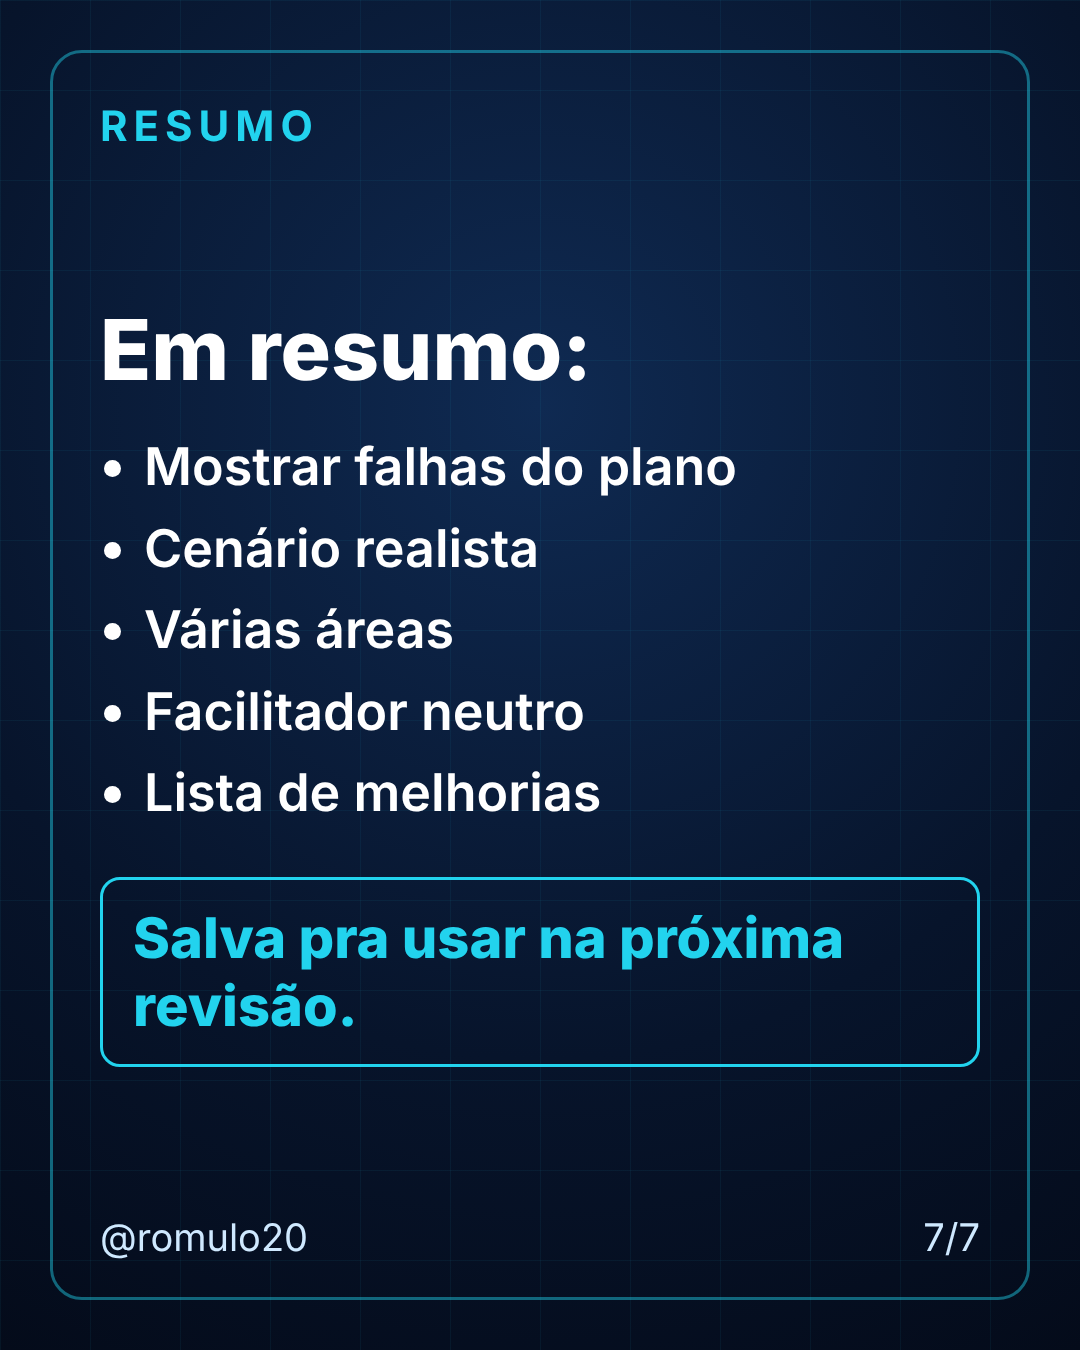 RESUMO
Em resumo:
• Mostrar falhas do plano
• Cenário realista
• Várias áreas
• Facilitador neutro
• Lista de melhorias
Salva pra usar na próxima
revisão.
@romulo20
7/7